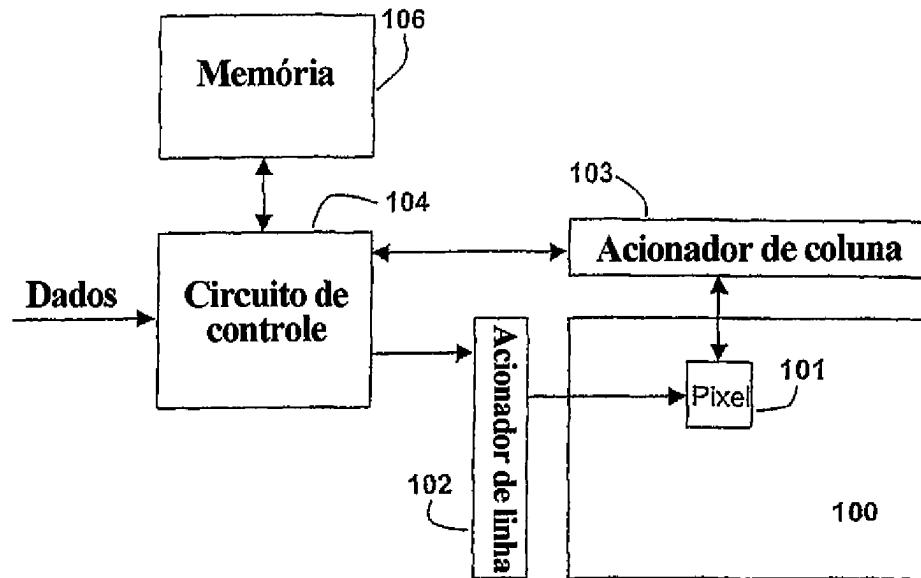 Memória
106
104
103
Acionador de coluna
Dados
Circuito de
controle
Acionador de linha
102
Pixel
101
100